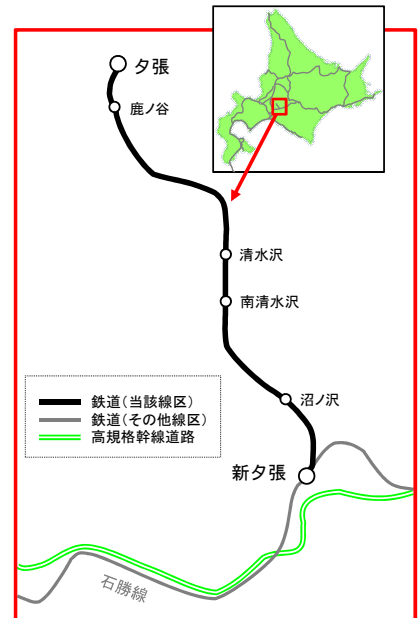 夕張
鹿ノ谷
清水沢
南清水沢
沼ノ沢
鉄道(当該線区)
鉄道(その他線区)
高規格幹線道路
新夕張
石勝線